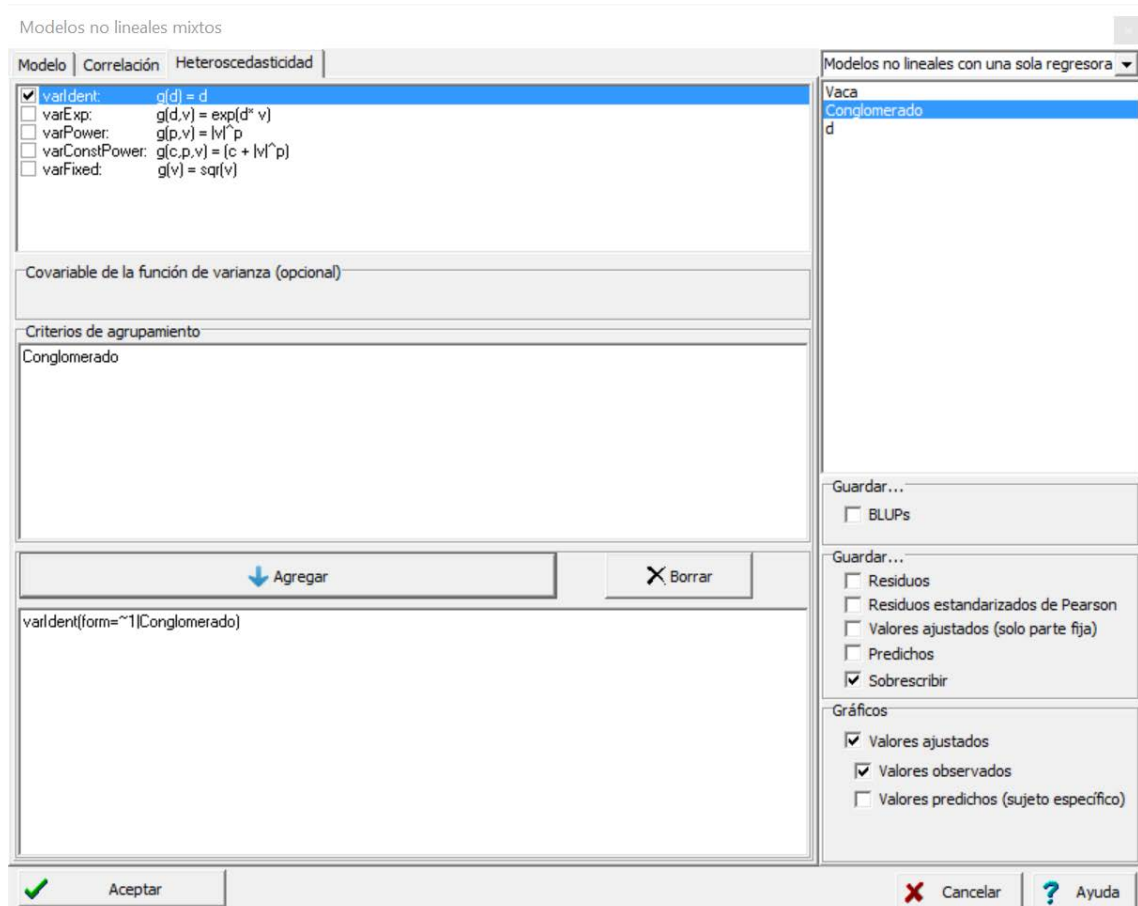 Modelos no lineales mixtos
Modelo Correlación Heteroscedasticidad
varIdent: g(d) = d
varExp: g(d,v) = exp(d* v)
varPower: g(p,v) = |v|^p
varConstPower: g(c,p,v) = (c + |v|^p)
varFixed: g(v) = sqr(v)
Covariable de la función de varianza (opcional)
Criterios de agrupamiento
Conglomerado
Agregar
Borrar
varIdent(form=~1|Conglomerado)
Modelos no lineales con una sola regresora
Vaca
Conglomerado
d
Guardar...
BLUPs
Guardar...
Residuos
Residuos estandarizados de Pearson
Valores ajustados (solo parte fija)
Predichos
Sobrescribir
Gráficos
Valores ajustados
Valores observados
Valores predichos (sujeto específico)
Aceptar
Cancelar
Ayuda